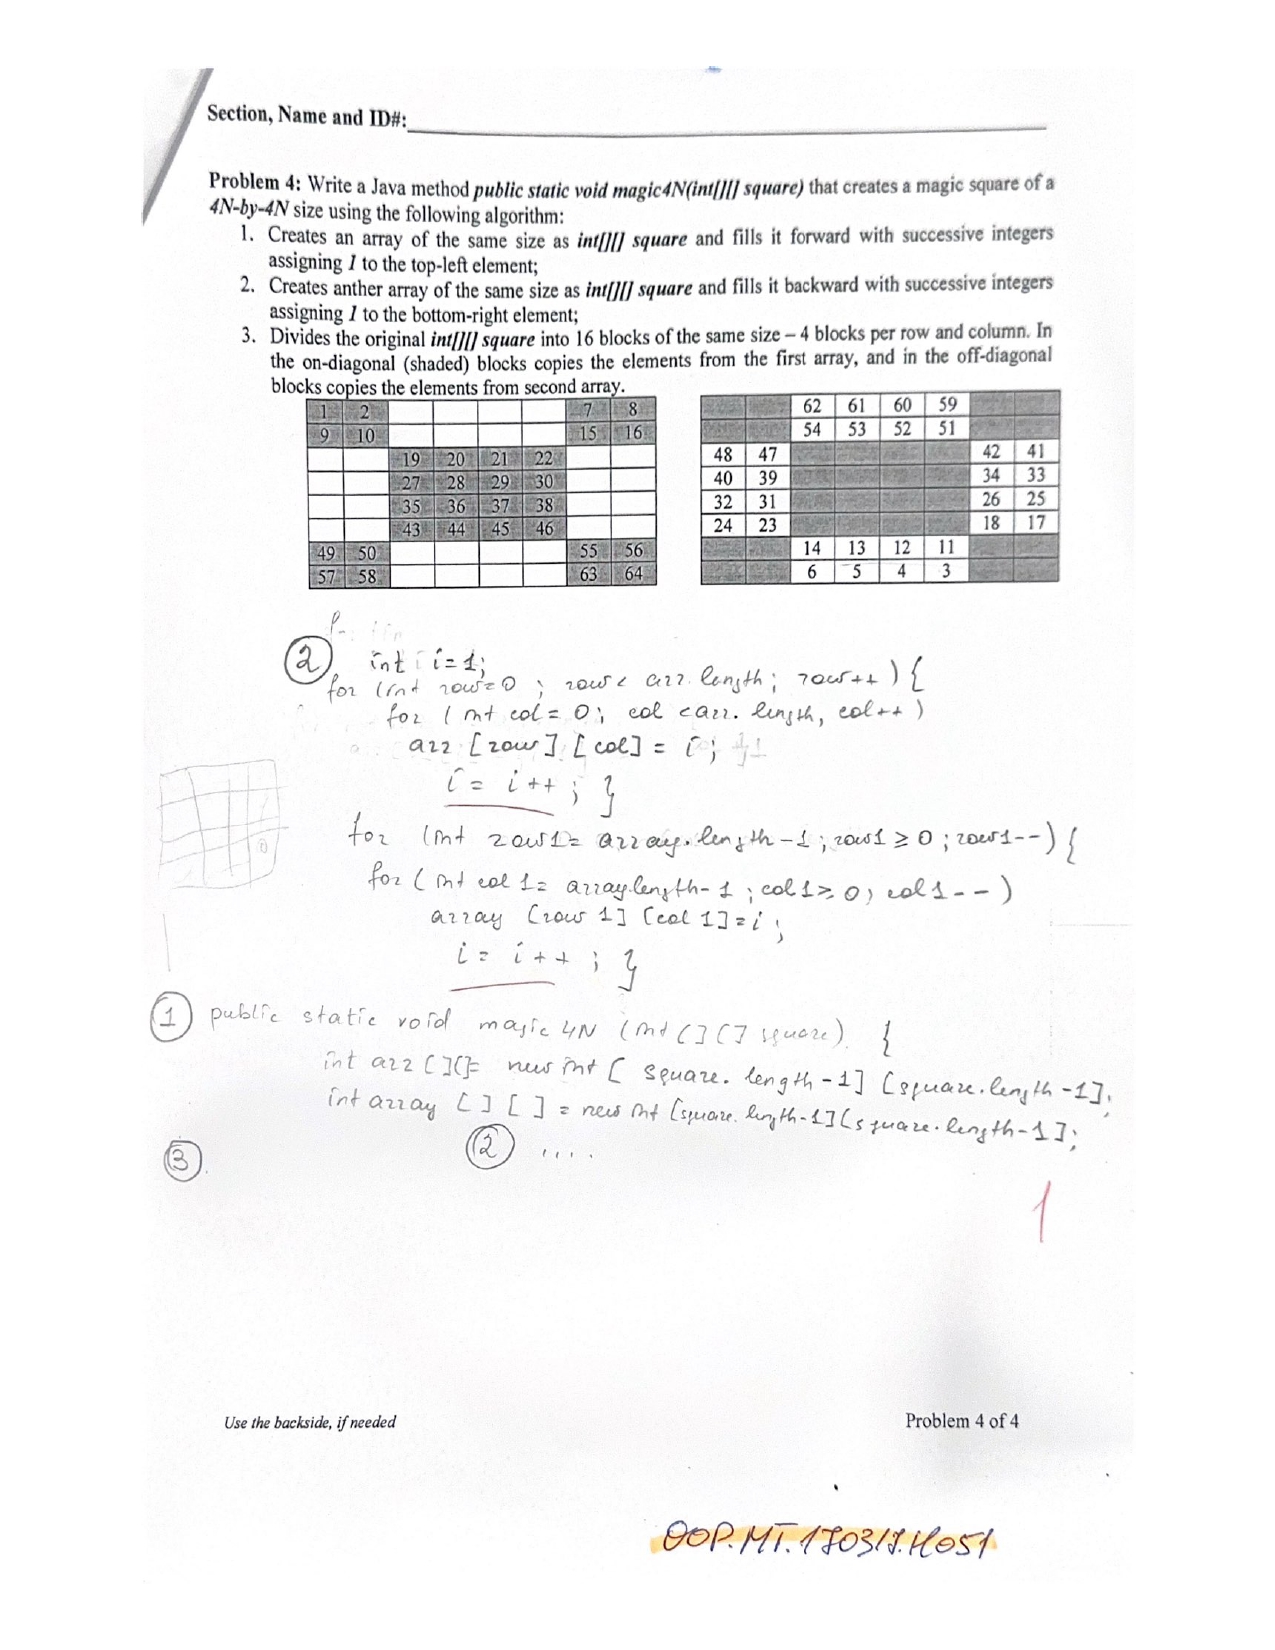 Section, Name and ID#:
Problem 4: Write a Java method public static void magic4N(int[][] square) that creates a magic square of a
4N-by-4N size using the following algorithm:
1. Creates an array of the same size as int[][] square and fills it forward with successive integers
assigning 1 to the top-left element;
2. Creates anther array of the same size as int[][] square and fills it backward with successive integers
assigning 1 to the bottom-right element;
3. Divides the original int[][] square into 16 blocks of the same size – 4 blocks per row and column. In
the on-diagonal (shaded) blocks copies the elements from the first array, and in the off-diagonal
blocks copies the elements from second array.
1 2 7 8 62 61 60 59
9 10 15 16 54 53 52 51
19 20 21 22 48 47 42 41
27 28 29 30 40 39 34 33
35 36 37 38 32 31 26 25
43 44 45 46 24 23 18 17
49 50 55 56 14 13 12 11
57 58 63 64 6 5 4 3
2 int i=1;
for (int row=0 ; row < arr. length ; row++ ) {
for ( int col = 0 ; col < arr. length, col++ )
arr [row] [col] = i ;
i = i++ ; }
for (int row1= array.length-1 ; row1 ≥ 0 ; row1--) {
for ( int col 1= array.length-1 ; col1≥ 0 ; col1-- )
array [row 1] [col 1]=i ;
i = i++ ; }
1 public static void magic 4N (int [] [] square) {
int arr [][]= new int [ square. length -1] [square. length -1];
int array [] [] = new int [square. length-1][square.length-1];
2 ....
3.
1
Use the backside, if needed
Problem 4 of 4
OOP.MT.170317.H051